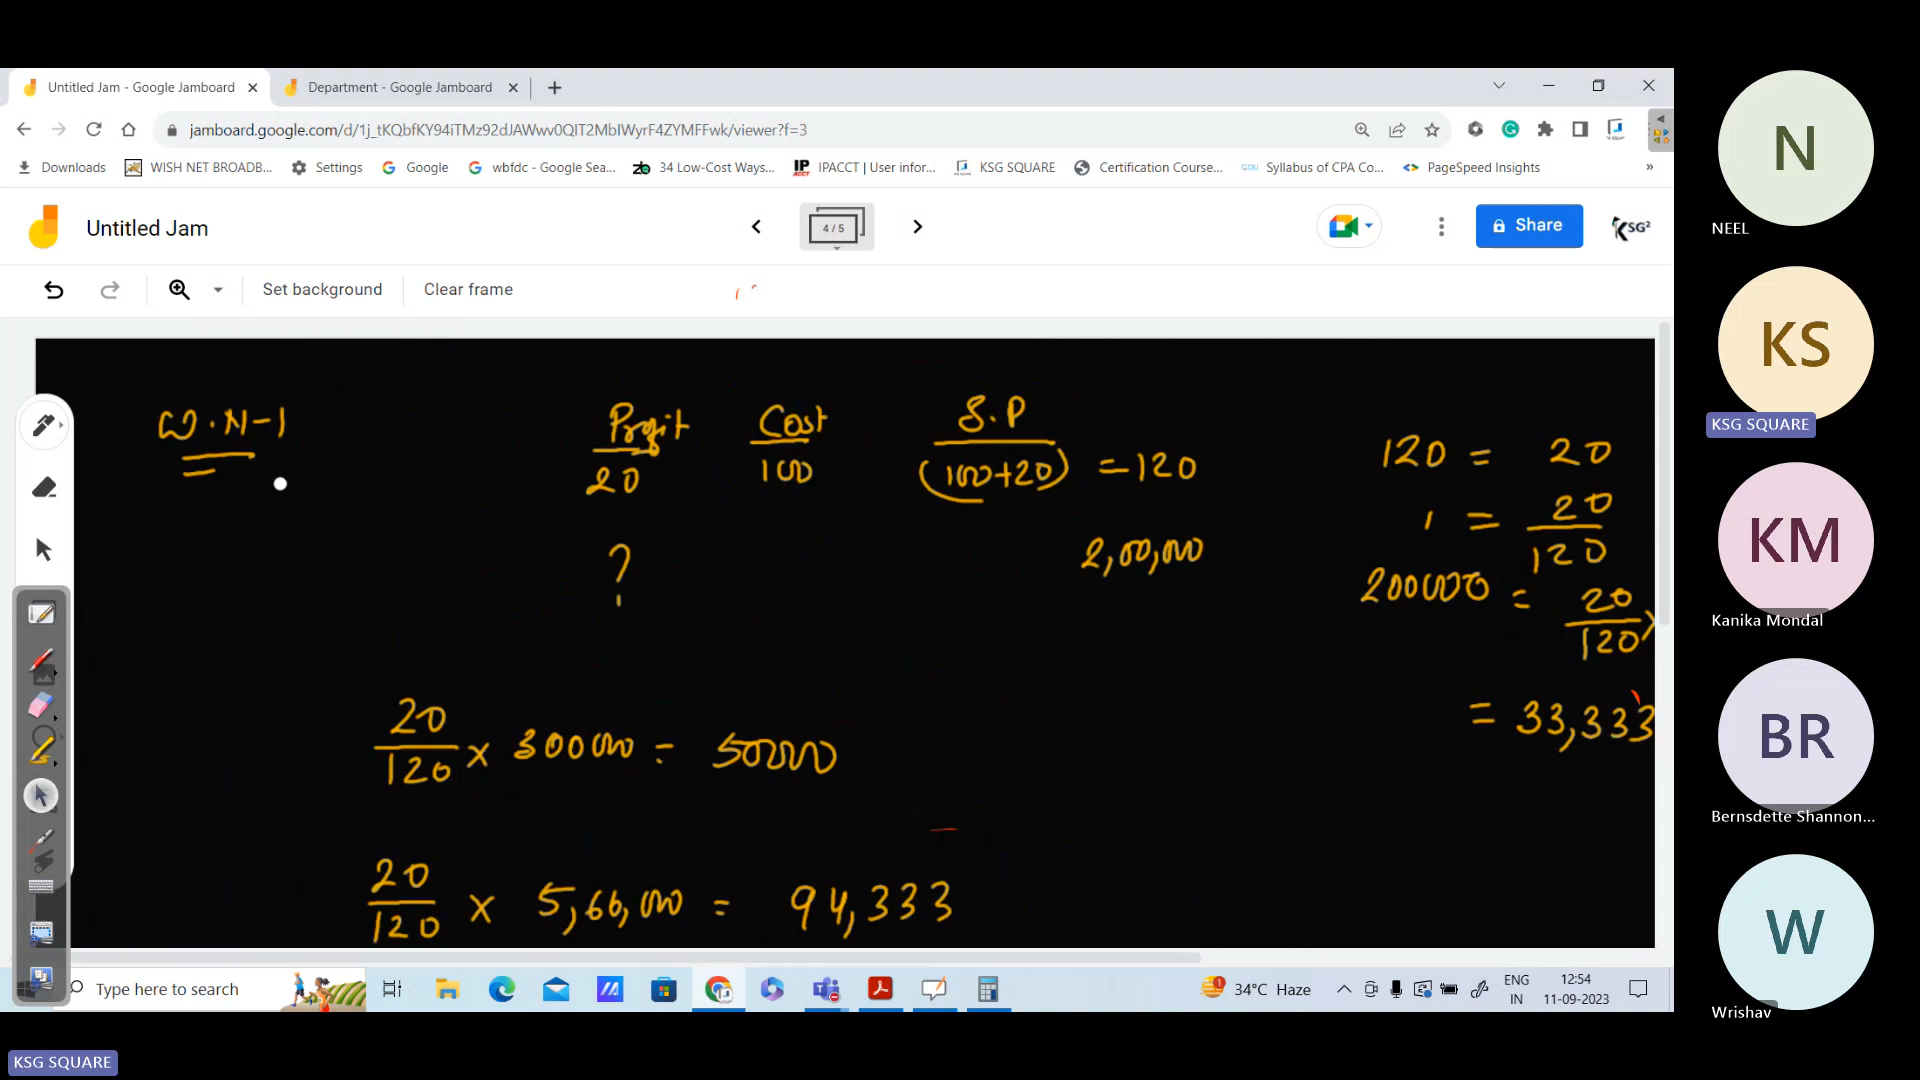 Untitled Jam - Google Jamboard
Department - Google Jamboard
jamboard.google.com/d/1j_tKQbfKY94iTMz92dJAWwv0QIT2MbIWyrF4ZYMFFwk/viewer?f=3
Downloads
WISH NET BROADB...
Settings
Google
wbfdc - Google Sea...
34 Low-Cost Ways...
IPACCT | User infor...
KSG SQUARE
Certification Course...
Syllabus of CPA Co...
PageSpeed Insights
»
Untitled Jam
4 / 5
Share
KSG²
Set background
Clear frame
W.N-1
Profit Cost S.P
20 100 (100+20) = 120
? 2,00,000
120 = 20
1 = 20/120
200000 = 20/120 ×
= 33,333
20/120 × 300000 = 50000
20/120 × 5,66,000 = 94,333
Type here to search
34°C Haze
ENG
IN
12:54
11-09-2023
N
NEEL
KS
KSG SQUARE
KM
Kanika Mondal
BR
Bernsdette Shannon...
W
Wrishav
KSG SQUARE